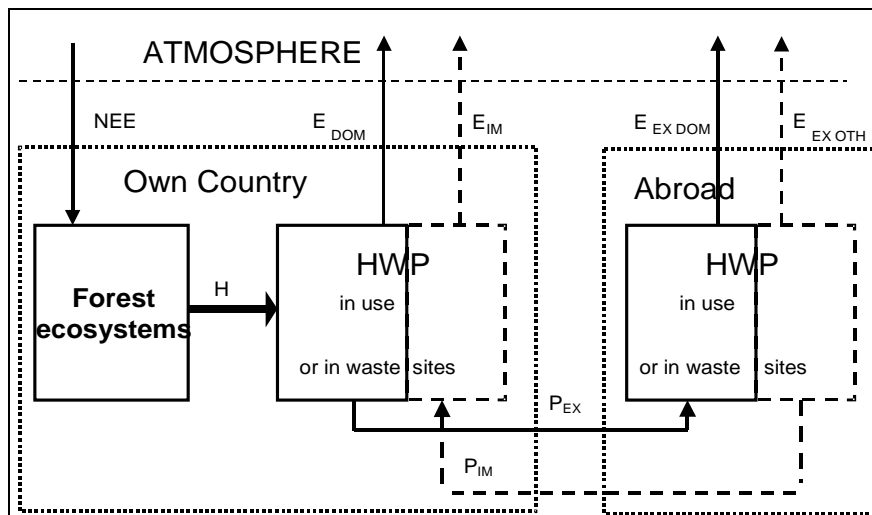 ATMOSPHERE
NEE
E DOM
E IM
E EX DOM
E EX OTH
Own Country
Abroad
Forest
ecosystems
H
HWP
in use
or in waste sites
HWP
in use
or in waste sites
P EX
P IM